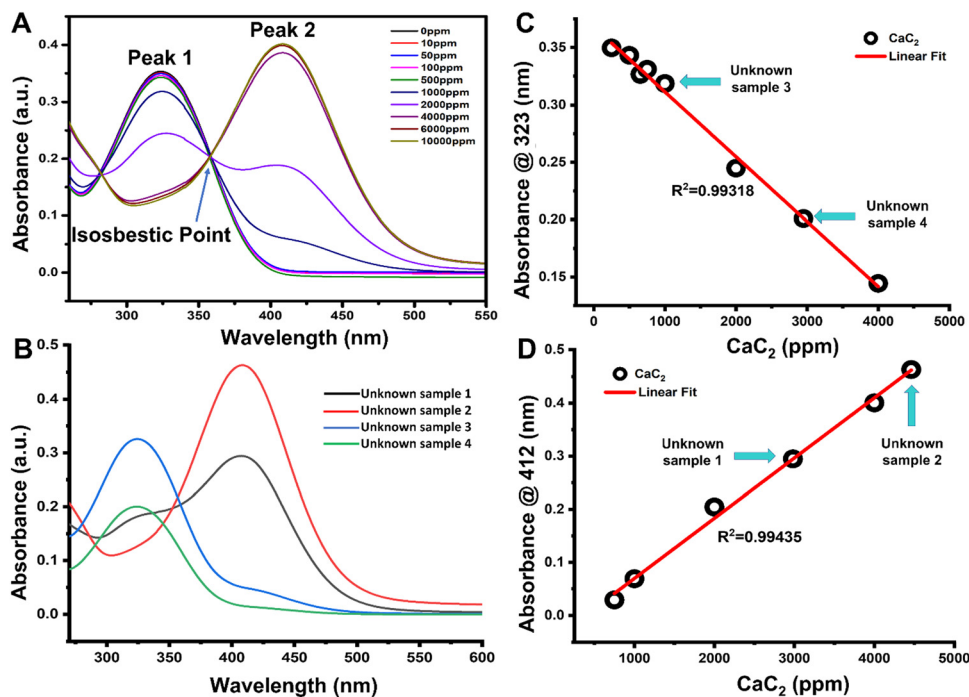 A
Peak 1
Peak 2
0ppm
10ppm
50ppm
100ppm
500ppm
1000ppm
2000ppm
4000ppm
6000ppm
10000ppm
Isosbestic Point
Absorbance (a.u.)
0.4
0.3
0.2
0.1
0.0
300 350 400 450 500 550
Wavelength (nm)
B
Unknown sample 1
Unknown sample 2
Unknown sample 3
Unknown sample 4
Absorbance (a.u.)
0.5
0.4
0.3
0.2
0.1
0.0
300 350 400 450 500 550 600
Wavelength (nm)
C
CaC2
Linear Fit
Unknown
sample 3
R2=0.99318
Unknown
sample 4
Absorbance @ 323 (nm)
0.35
0.30
0.25
0.20
0.15
0 1000 2000 3000 4000 5000
CaC2 (ppm)
D
CaC2
Linear Fit
Unknown
sample 1
Unknown
sample 2
R2=0.99435
Absorbance @ 412 (nm)
0.5
0.4
0.3
0.2
0.1
0.0
1000 2000 3000 4000 5000
CaC2 (ppm)